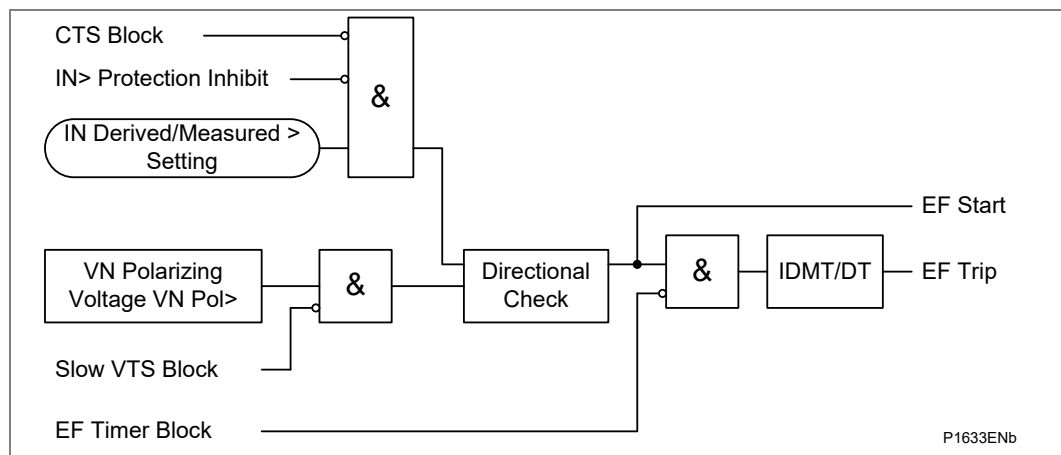 CTS Block
IN> Protection Inhibit
&
IN Derived/Measured >
Setting
EF Start
VN Polarizing
Voltage VN Pol>
&
Directional
Check
&
IDMT/DT
EF Trip
Slow VTS Block
EF Timer Block
P1633ENb